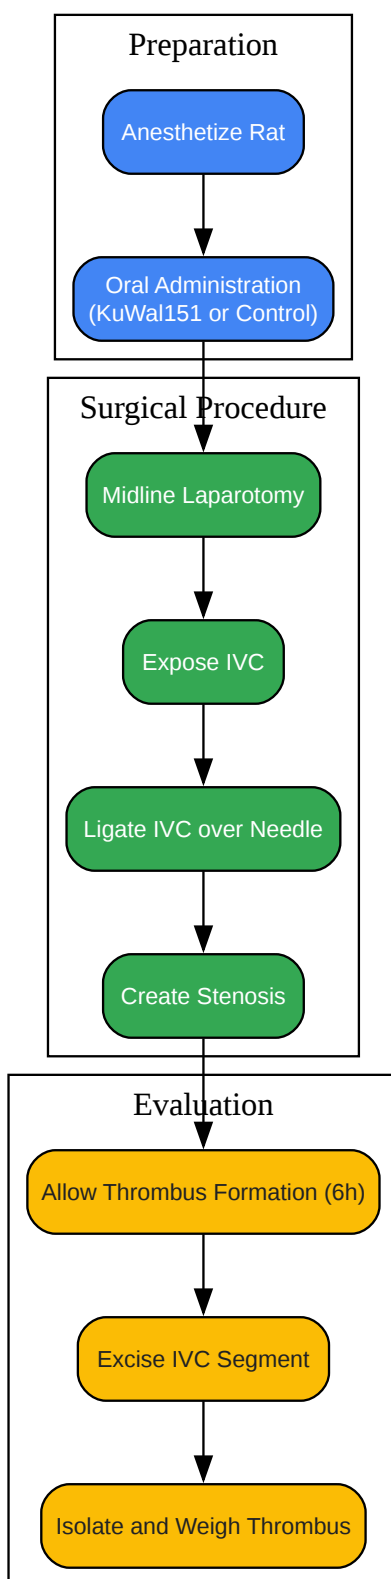 Preparation
Anesthetize Rat
Oral Administration
(KuWal151 or Control)
Surgical Procedure
Midline Laparotomy
Expose IVC
Ligate IVC over Needle
Create Stenosis
Evaluation
Allow Thrombus Formation (6h)
Excise IVC Segment
Isolate and Weigh Thrombus